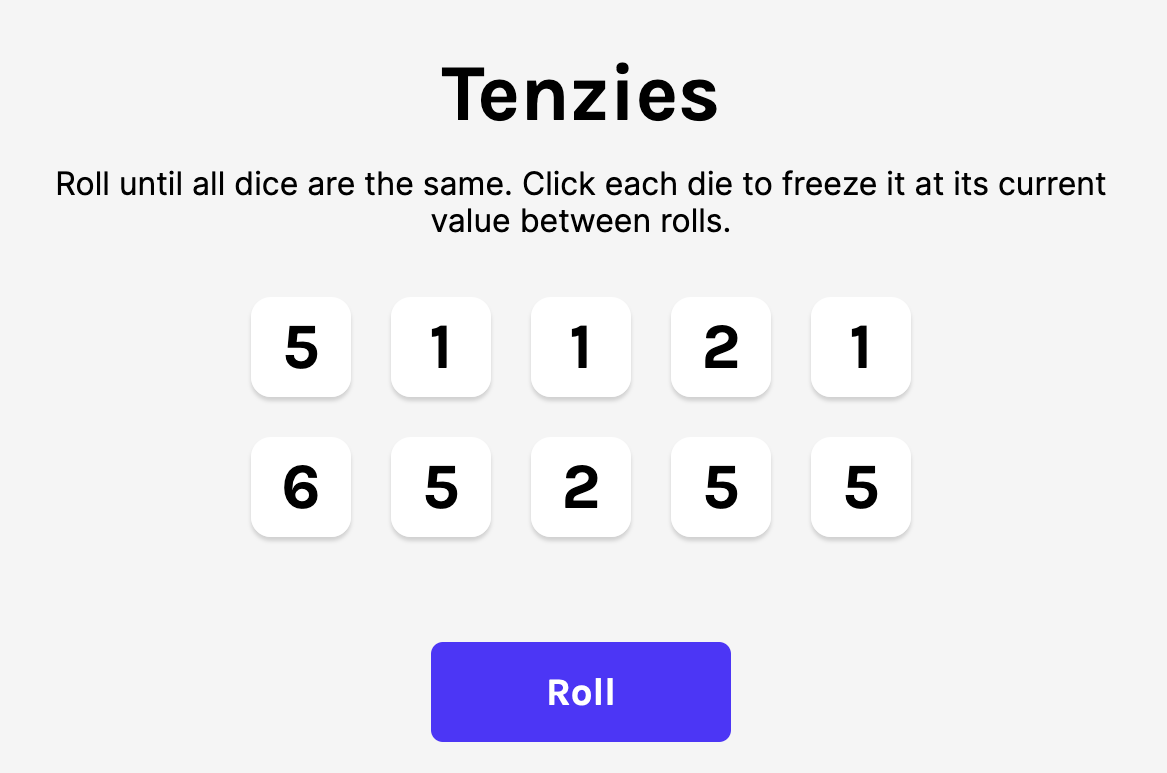 Tenzies
Roll until all dice are the same. Click each die to freeze it at its current
value between rolls.
5 1 1 2 1
6 5 2 5 5
Roll